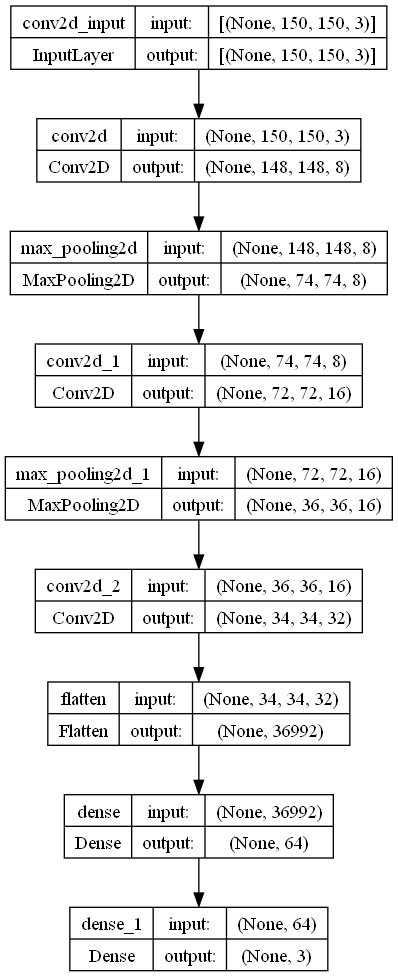 conv2d_input input: [(None, 150, 150, 3)]
InputLayer output: [(None, 150, 150, 3)]
conv2d input: (None, 150, 150, 3)
Conv2D output: (None, 148, 148, 8)
max_pooling2d input: (None, 148, 148, 8)
MaxPooling2D output: (None, 74, 74, 8)
conv2d_1 input: (None, 74, 74, 8)
Conv2D output: (None, 72, 72, 16)
max_pooling2d_1 input: (None, 72, 72, 16)
MaxPooling2D output: (None, 36, 36, 16)
conv2d_2 input: (None, 36, 36, 16)
Conv2D output: (None, 34, 34, 32)
flatten input: (None, 34, 34, 32)
Flatten output: (None, 36992)
dense input: (None, 36992)
Dense output: (None, 64)
dense_1 input: (None, 64)
Dense output: (None, 3)